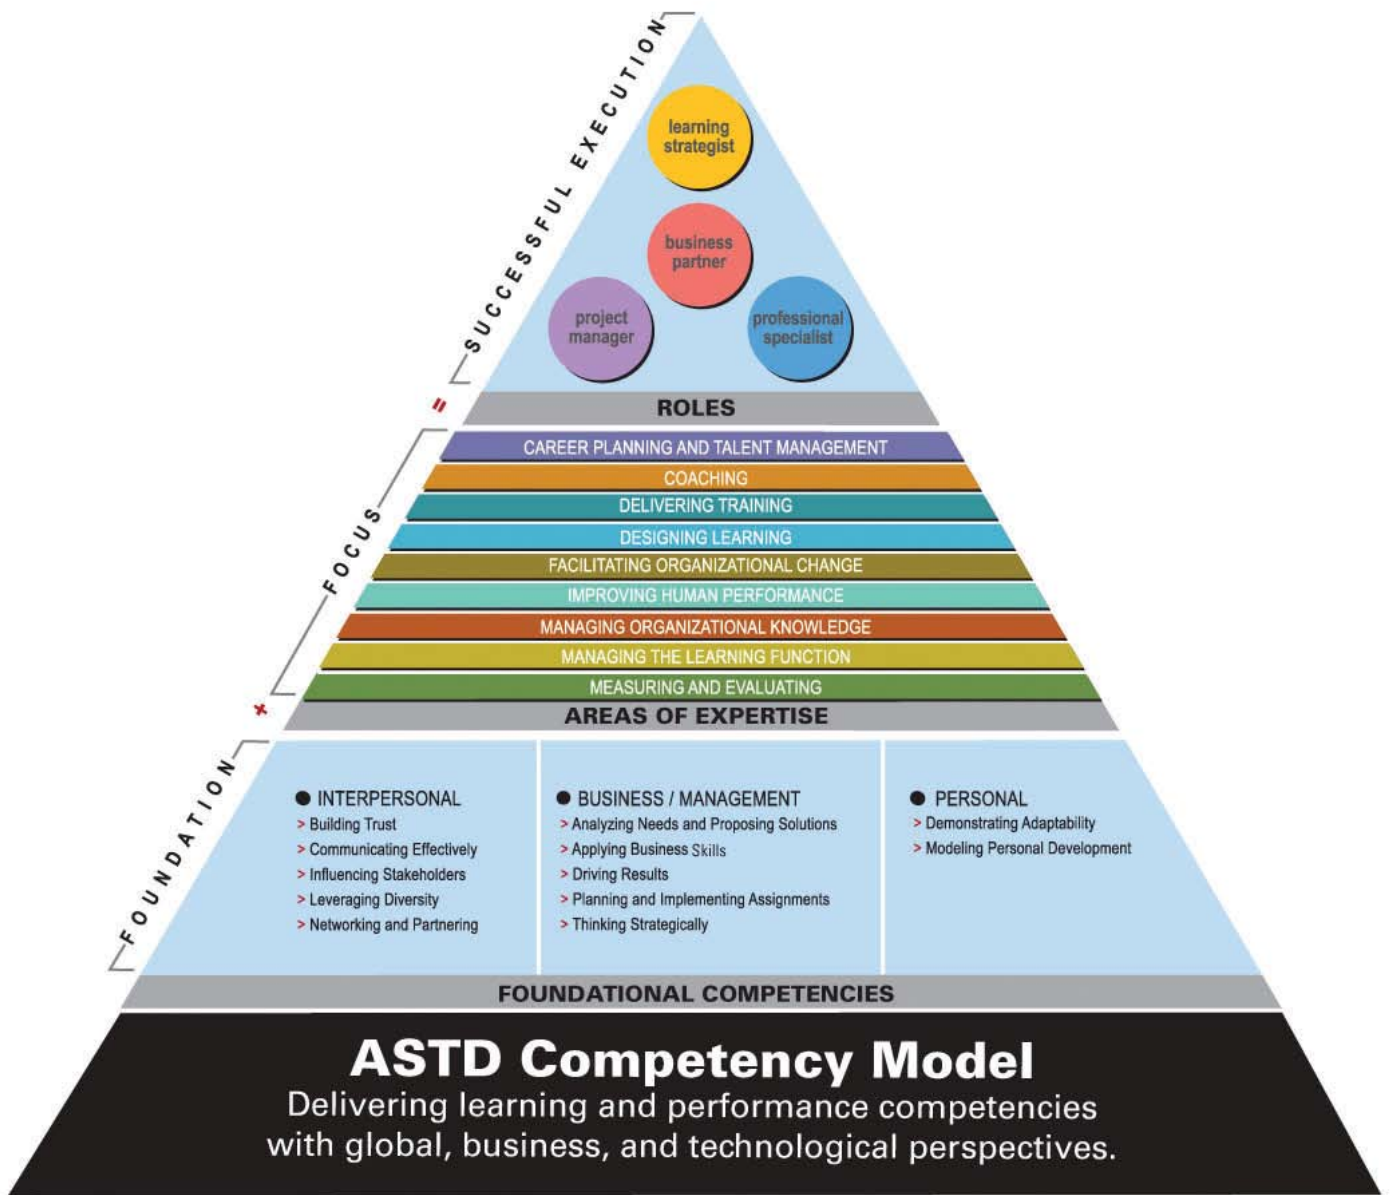 SUCCESSFUL EXECUTION
learning
strategist
business
partner
project
manager
professional
specialist
=
ROLES
FOCUS
CAREER PLANNING AND TALENT MANAGEMENT
COACHING
DELIVERING TRAINING
DESIGNING LEARNING
FACILITATING ORGANIZATIONAL CHANGE
IMPROVING HUMAN PERFORMANCE
MANAGING ORGANIZATIONAL KNOWLEDGE
MANAGING THE LEARNING FUNCTION
MEASURING AND EVALUATING
+
AREAS OF EXPERTISE
FOUNDATION
● INTERPERSONAL
> Building Trust
> Communicating Effectively
> Influencing Stakeholders
> Leveraging Diversity
> Networking and Partnering
● BUSINESS / MANAGEMENT
> Analyzing Needs and Proposing Solutions
> Applying Business Skills
> Driving Results
> Planning and Implementing Assignments
> Thinking Strategically
● PERSONAL
> Demonstrating Adaptability
> Modeling Personal Development
FOUNDATIONAL COMPETENCIES
ASTD Competency Model
Delivering learning and performance competencies
with global, business, and technological perspectives.